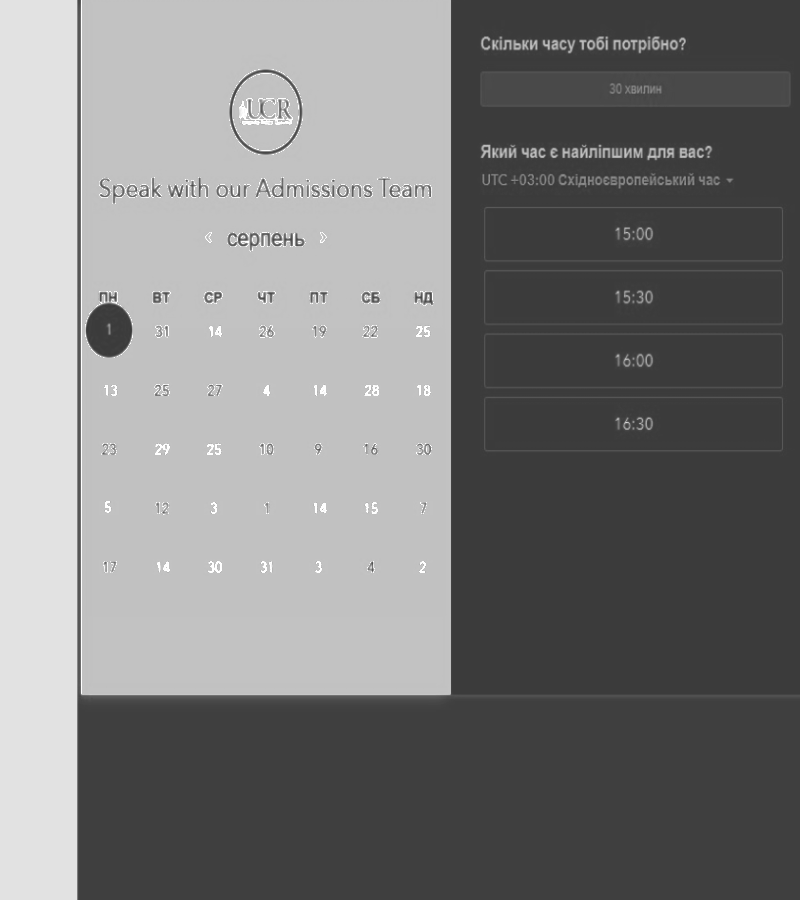 UCR
Speak with our Admissions Team
‹ серпень ›
ПН ВТ СР ЧТ ПТ СБ НД
1 31 14 26 19 22 25
13 25 27 4 14 28 18
23 29 25 10 9 16 30
5 12 3 1 14 15 7
17 14 30 31 3 4 2
Скільки часу тобі потрібно?
30 хвилин
Який час є найліпшим для вас?
UTC +03:00 Східноєвропейський час
15:00
15:30
16:00
16:30